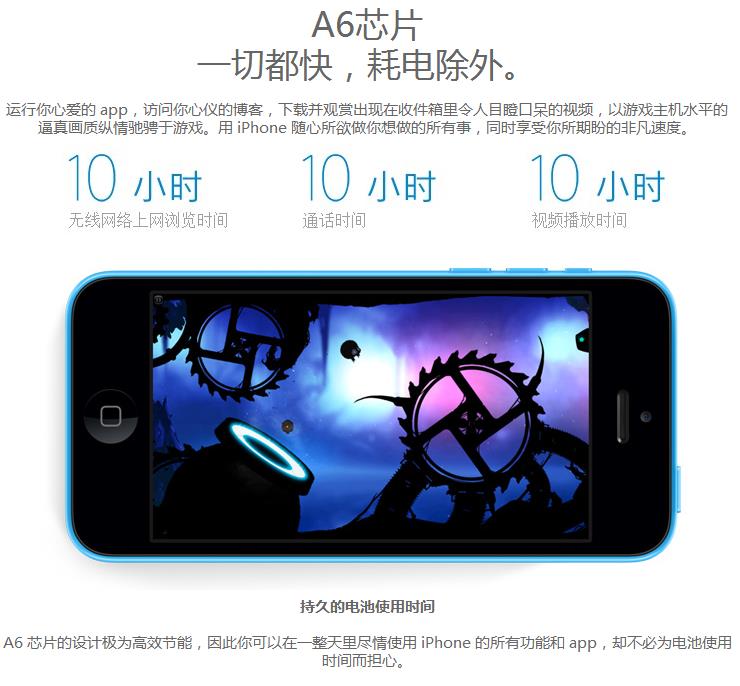 A6芯片
一切都快，耗电除外。
运行你心爱的 app，访问你心仪的博客，下载并观赏出现在收件箱里令人目瞪口呆的视频，以游戏主机水平的
逼真画质纵情驰骋于游戏。用 iPhone 随心所欲做你想做的所有事，同时享受你所期盼的非凡速度。
10 小时 10 小时 10 小时
无线网络上网浏览时间 通话时间 视频播放时间
持久的电池使用时间
A6 芯片的设计极为高效节能，因此你可以在一整天里尽情使用 iPhone 的所有功能和 app，却不必为电池使用
时间而担心。